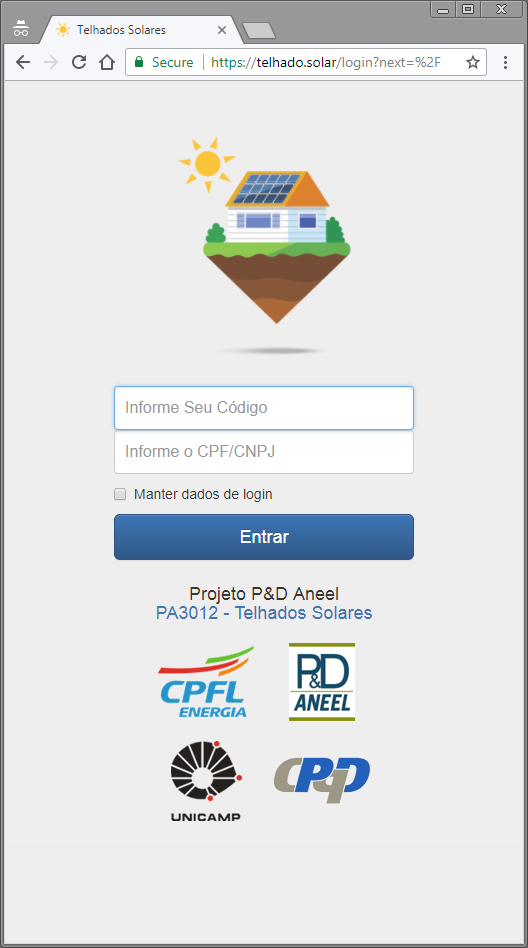 Telhados Solares
Secure
https://telhado.solar/login?next=%2F
Informe Seu Código
Informe o CPF/CNPJ
Manter dados de login
Entrar
Projeto P&D Aneel
PA3012 - Telhados Solares
CPFL
ENERGIA
P&D
ANEEL
UNICAMP
CPqD